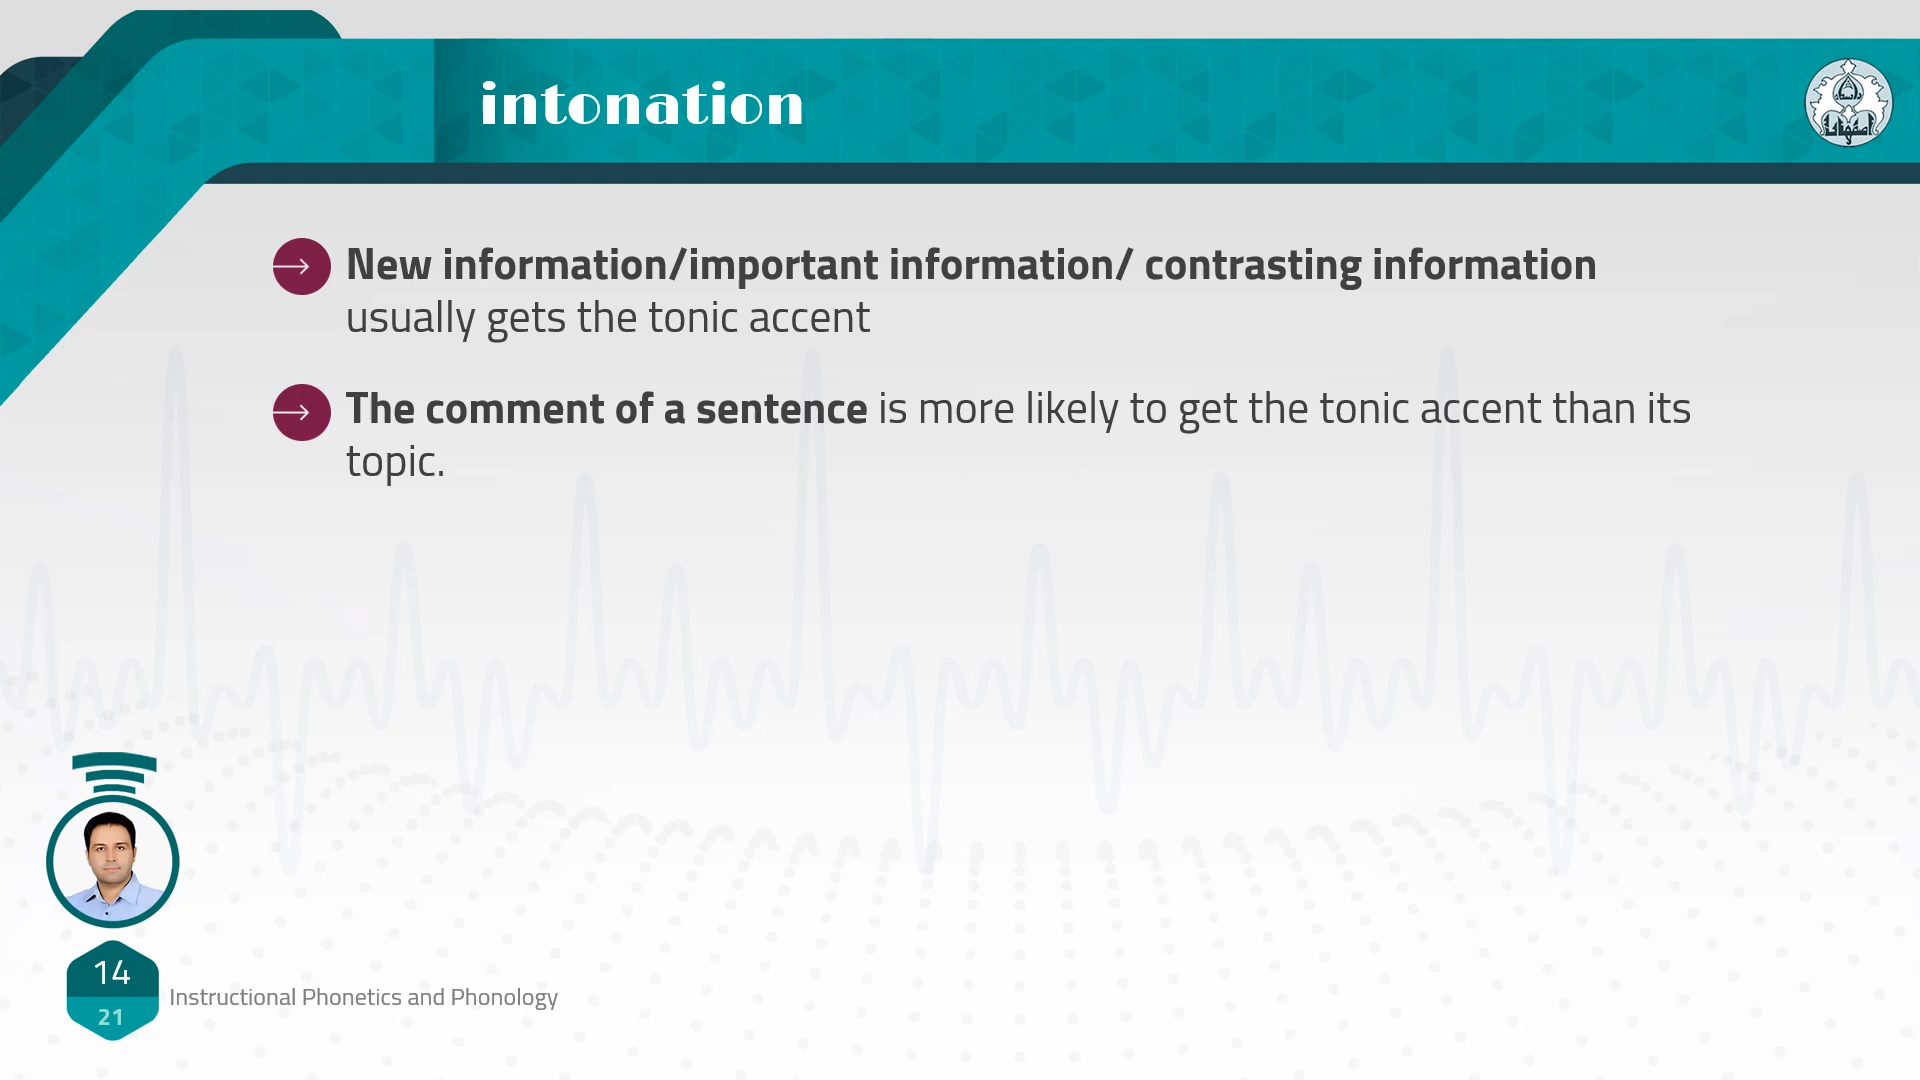 intonation
New information/important information/ contrasting information
usually gets the tonic accent
The comment of a sentence is more likely to get the tonic accent than its
topic.
14
21
Instructional Phonetics and Phonology